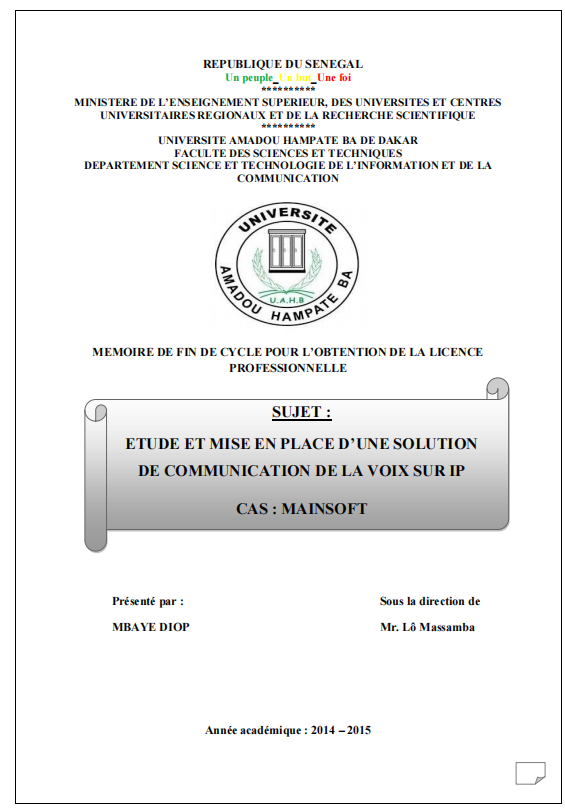 REPUBLIQUE DU SENEGAL
Un peuple_Un but_Une foi
**********
MINISTERE DE L'ENSEIGNEMENT SUPERIEUR, DES UNIVERSITES ET CENTRES
UNIVERSITAIRES REGIONAUX ET DE LA RECHERCHE SCIENTIFIQUE
**********
UNIVERSITE AMADOU HAMPATE BA DE DAKAR
FACULTE DES SCIENCES ET TECHNIQUES
DEPARTEMENT SCIENCE ET TECHNOLOGIE DE L'INFORMATION ET DE LA
COMMUNICATION
UNIVERSITE
AMADOU HAMPATE BA
U.A.H.B
MEMOIRE DE FIN DE CYCLE POUR L'OBTENTION DE LA LICENCE
PROFESSIONNELLE
SUJET :
ETUDE ET MISE EN PLACE D'UNE SOLUTION
DE COMMUNICATION DE LA VOIX SUR IP
CAS : MAINSOFT
Présenté par :
MBAYE DIOP
Sous la direction de
Mr. Lô Massamba
Année académique : 2014 – 2015